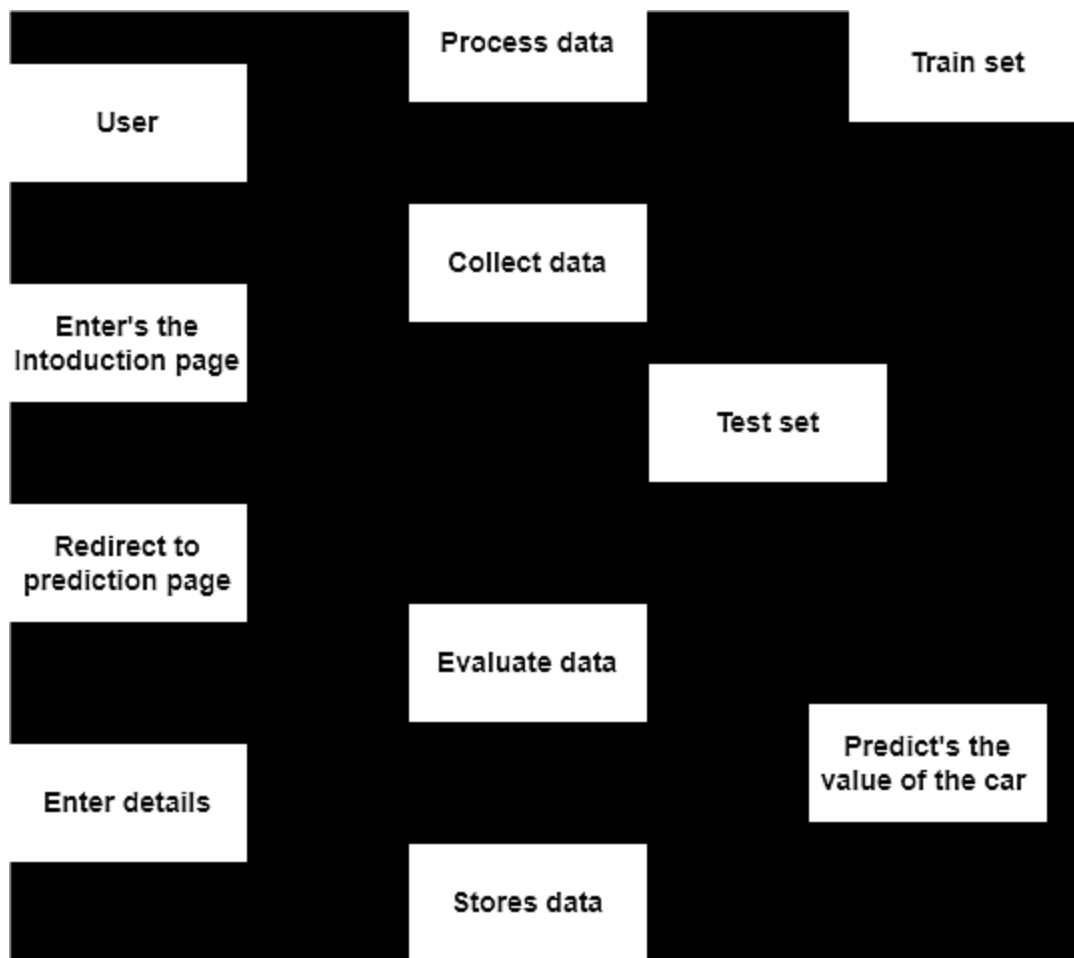 Process data
Train set
User
Collect data
Enter's the
Intoduction page
Test set
Redirect to
prediction page
Evaluate data
Predict's the
value of the car
Enter details
Stores data